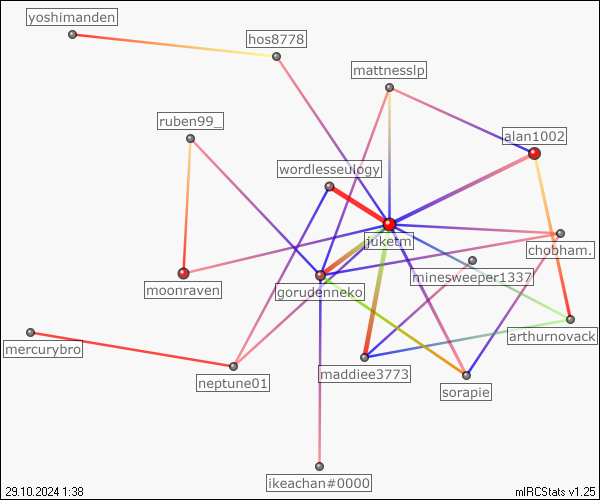 yoshimanden
hos8778
mattnesslp
ruben99_
alan1002
wordlesseulogy
juketm
chobham.
minesweeper1337
moonraven
gorudenneko
arthurnovack
mercurybro
maddiee3773
neptune01
sorapie
ikeachan#0000
29.10.2024 1:38
mIRCStats v1.25